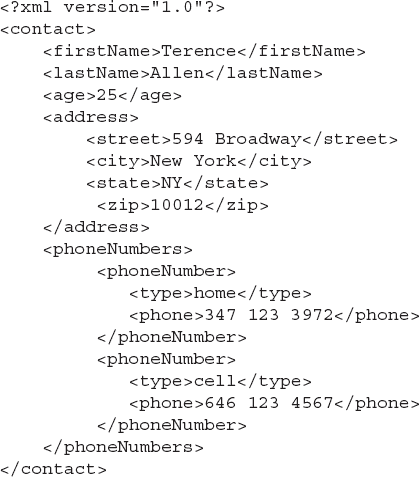 <?xml version="1.0"?>
<contact>
    <firstName>Terence</firstName>
    <lastName>Allen</lastName>
    <age>25</age>
    <address>
        <street>594 Broadway</street>
        <city>New York</city>
        <state>NY</state>
         <zip>10012</zip>
    </address>
    <phoneNumbers>
         <phoneNumber>
            <type>home</type>
            <phone>347 123 3972</phone>
         </phoneNumber>
         <phoneNumber>
            <type>cell</type>
            <phone>646 123 4567</phone>
         </phoneNumber>
    </phoneNumbers>
</contact>